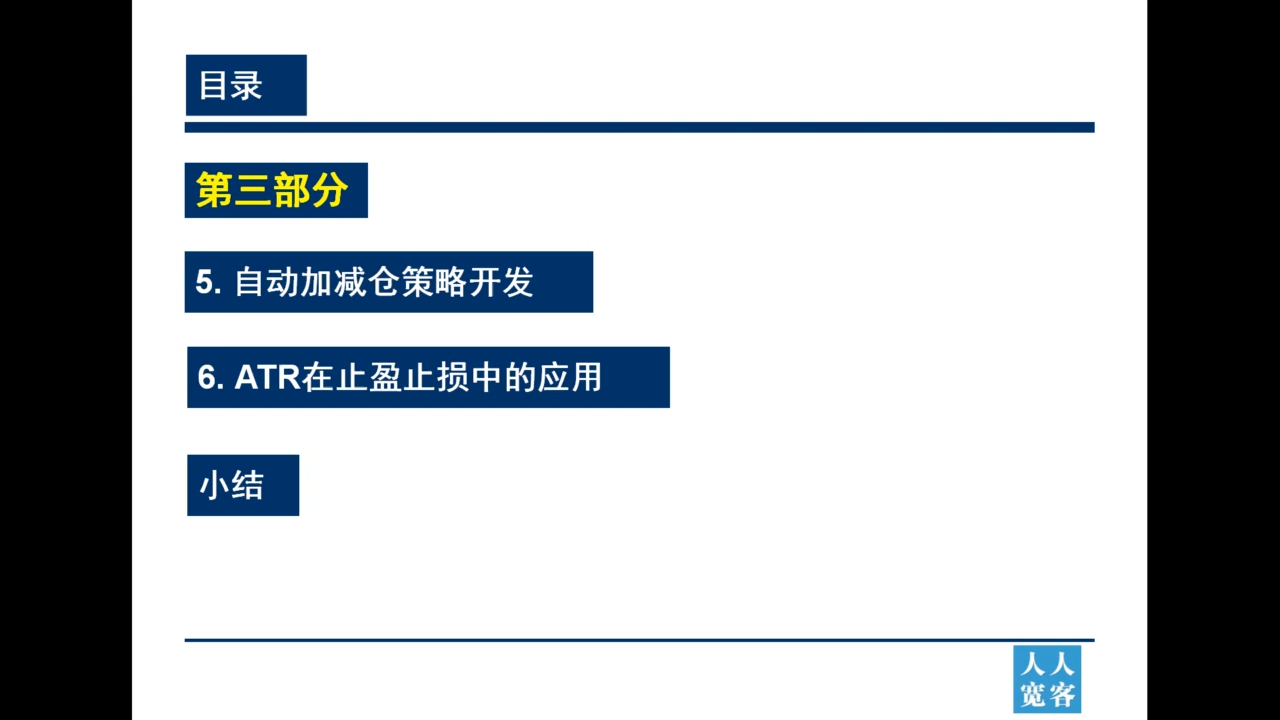 目录
第三部分
5. 自动加减仓策略开发
6. ATR在止盈止损中的应用
小结
人人
宽客